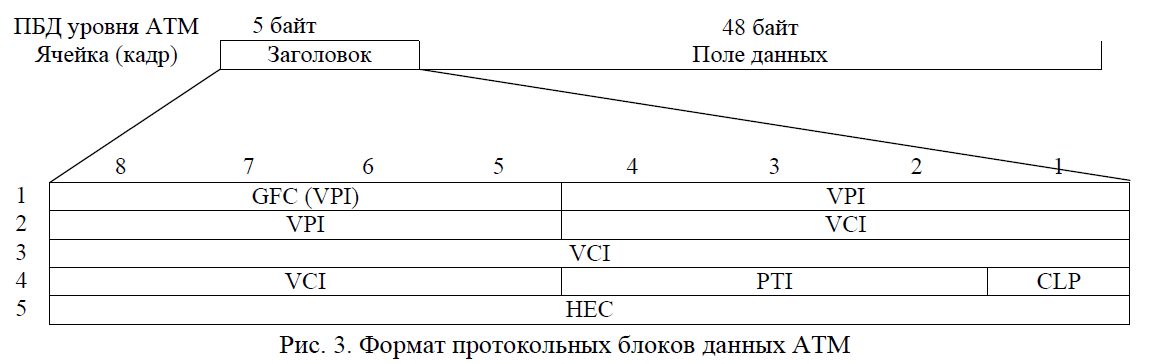 ПБД уровня АТМ 5 байт 48 байт
Ячейка (кадр) Заголовок Поле данных
8 7 6 5 4 3 2 1
1 GFC (VPI) VPI
2 VPI VCI
3 VCI
4 VCI PTI CLP
5 HEC
Рис. 3. Формат протокольных блоков данных АТМ